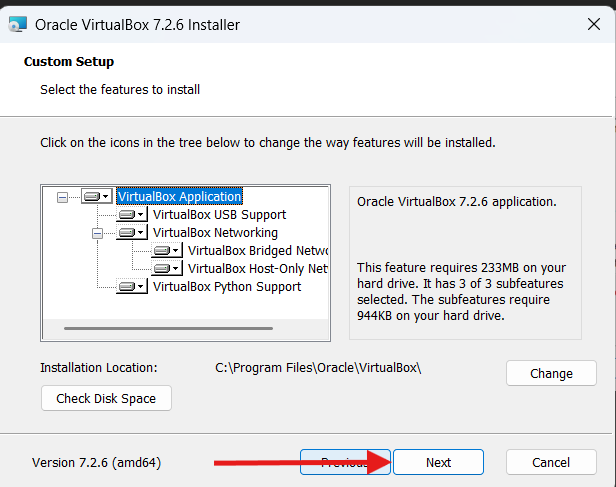 Oracle VirtualBox 7.2.6 Installer
Custom Setup
Select the features to install
Click on the icons in the tree below to change the way features will be installed.
VirtualBox Application
VirtualBox USB Support
VirtualBox Networking
VirtualBox Bridged Netwo
VirtualBox Host-Only Net
VirtualBox Python Support
Oracle VirtualBox 7.2.6 application.
This feature requires 233MB on your
hard drive. It has 3 of 3 subfeatures
selected. The subfeatures require
944KB on your hard drive.
Installation Location:
C:\Program Files\Oracle\VirtualBox\
Change
Check Disk Space
Version 7.2.6 (amd64)
Previous
Next
Cancel